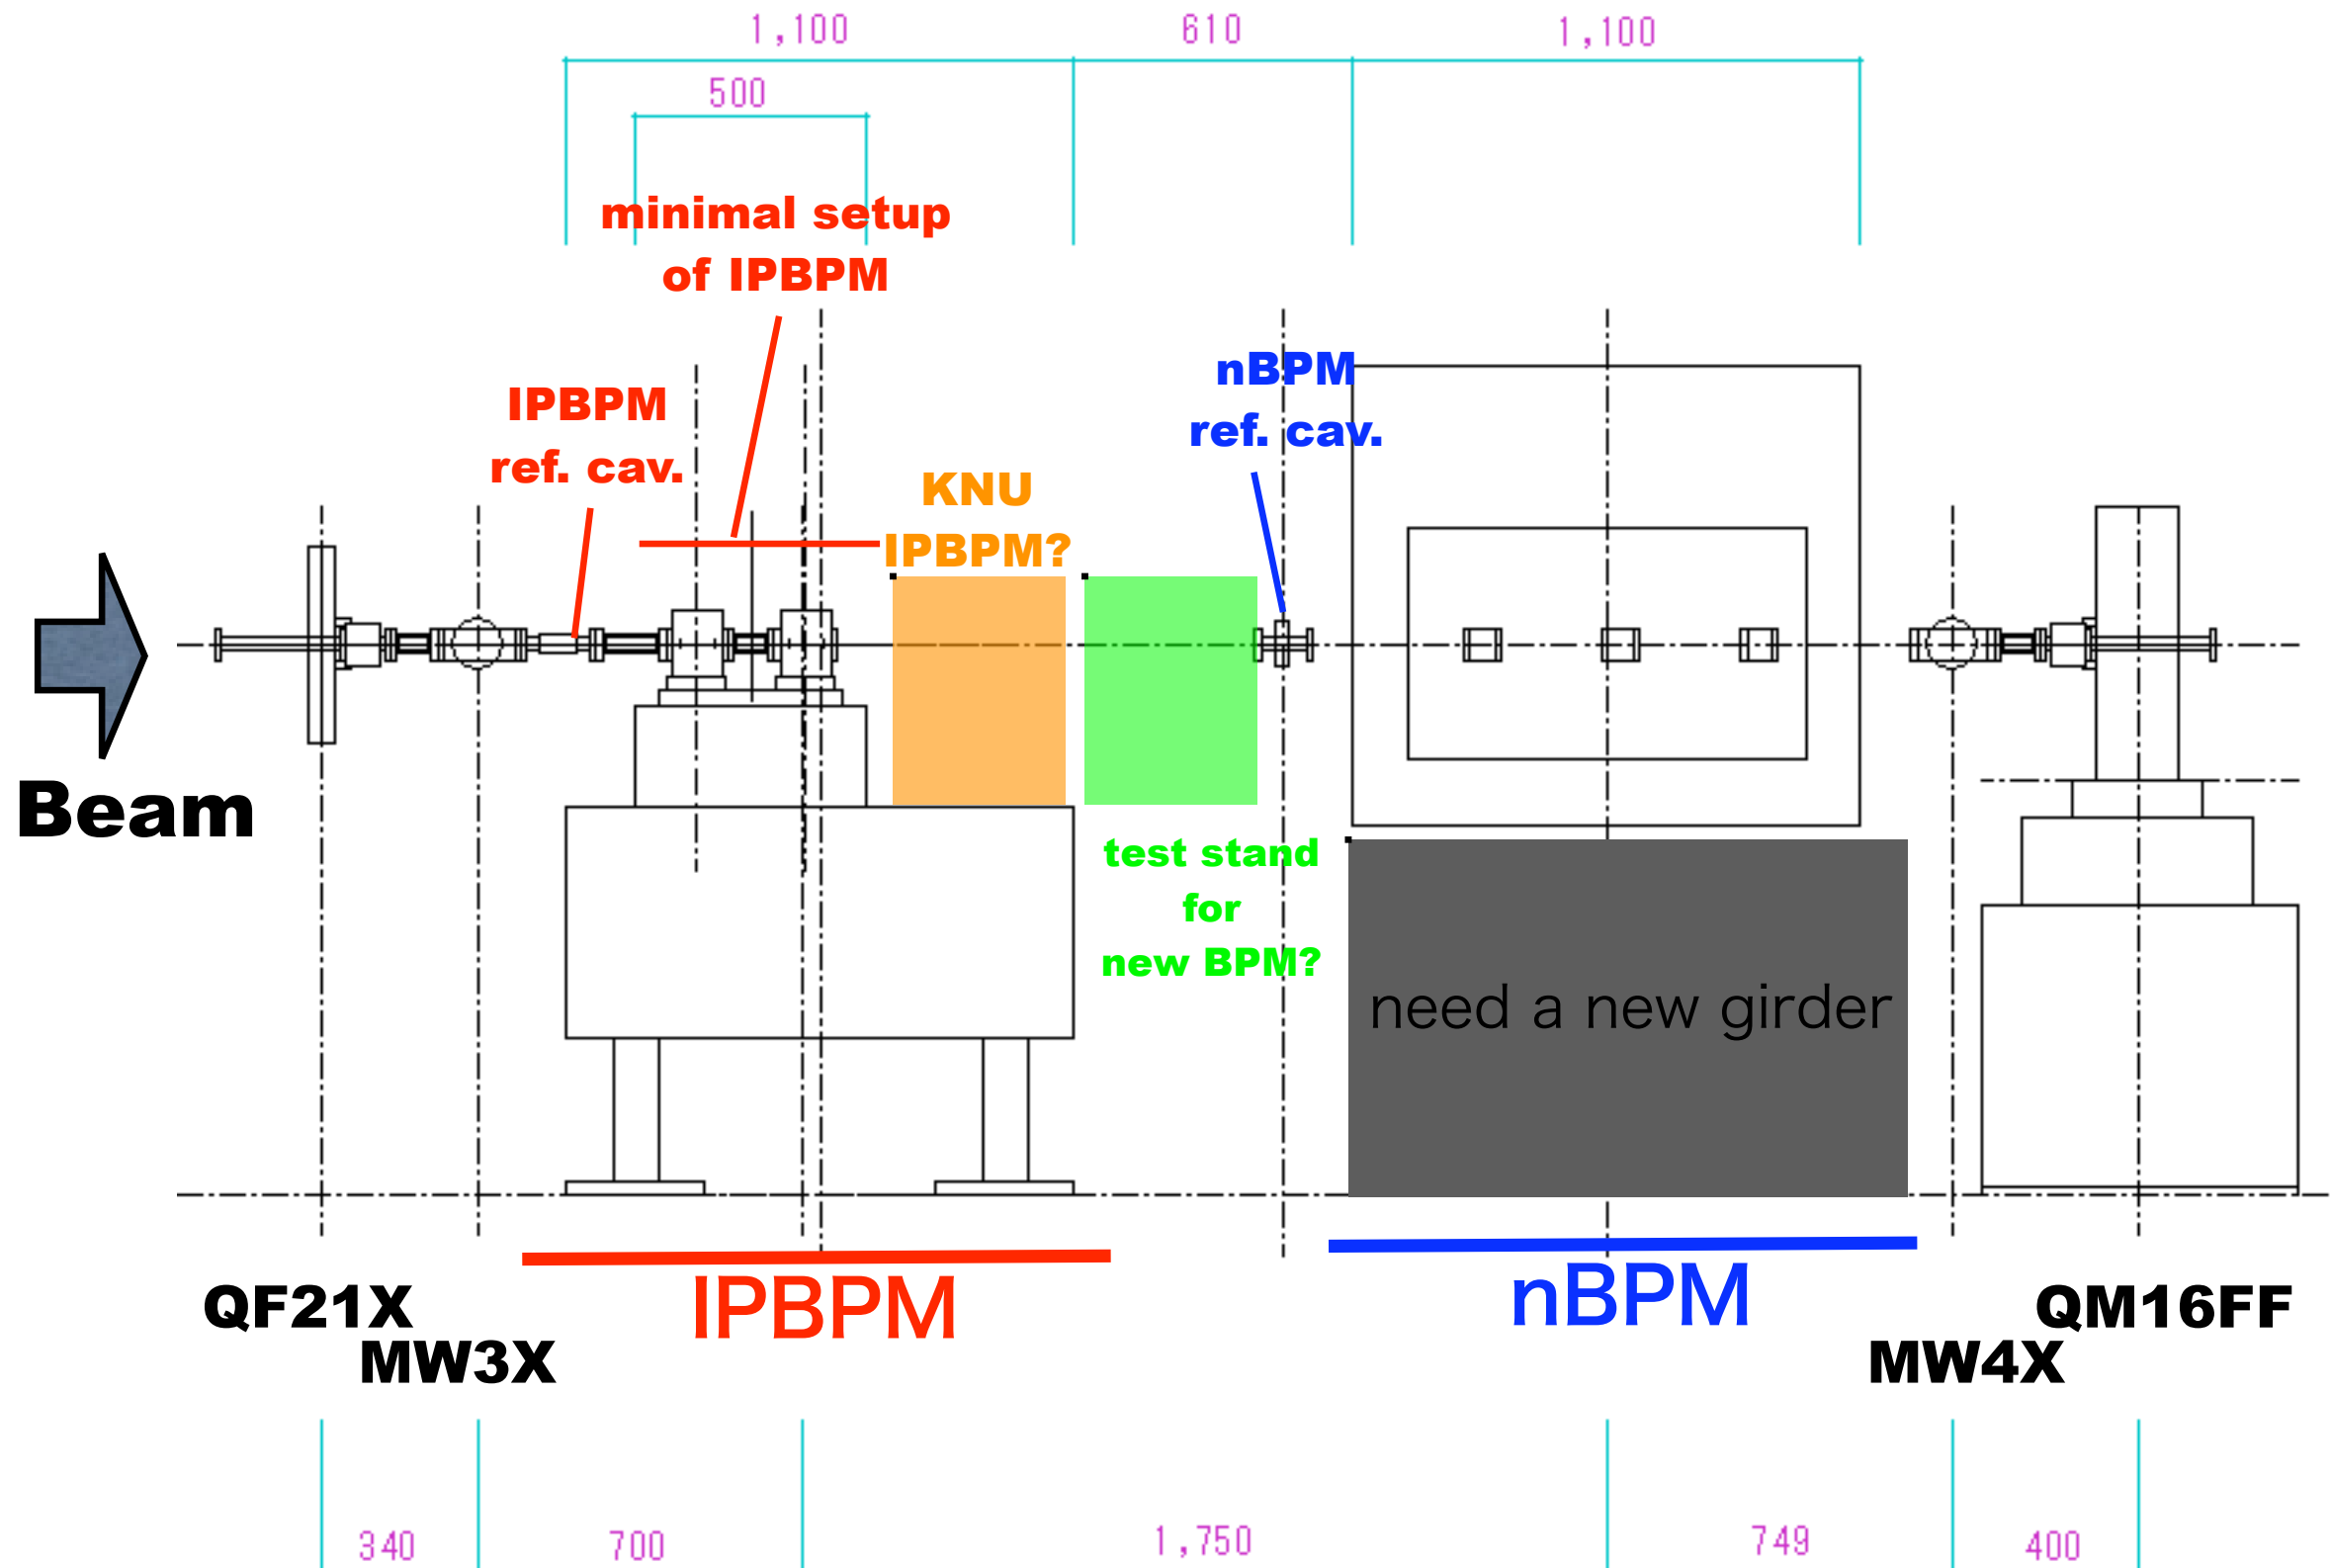 1,100
610
1,100
500
minimal setup
of IPBPM
nBPM
ref. cav.
IPBPM
ref. cav.
KNU
IPBPM?
Beam
test stand
for
new BPM?
need a new girder
IPBPM
nBPM
QF21X
MW3X
QM16FF
MW4X
340
700
1,750
749
400